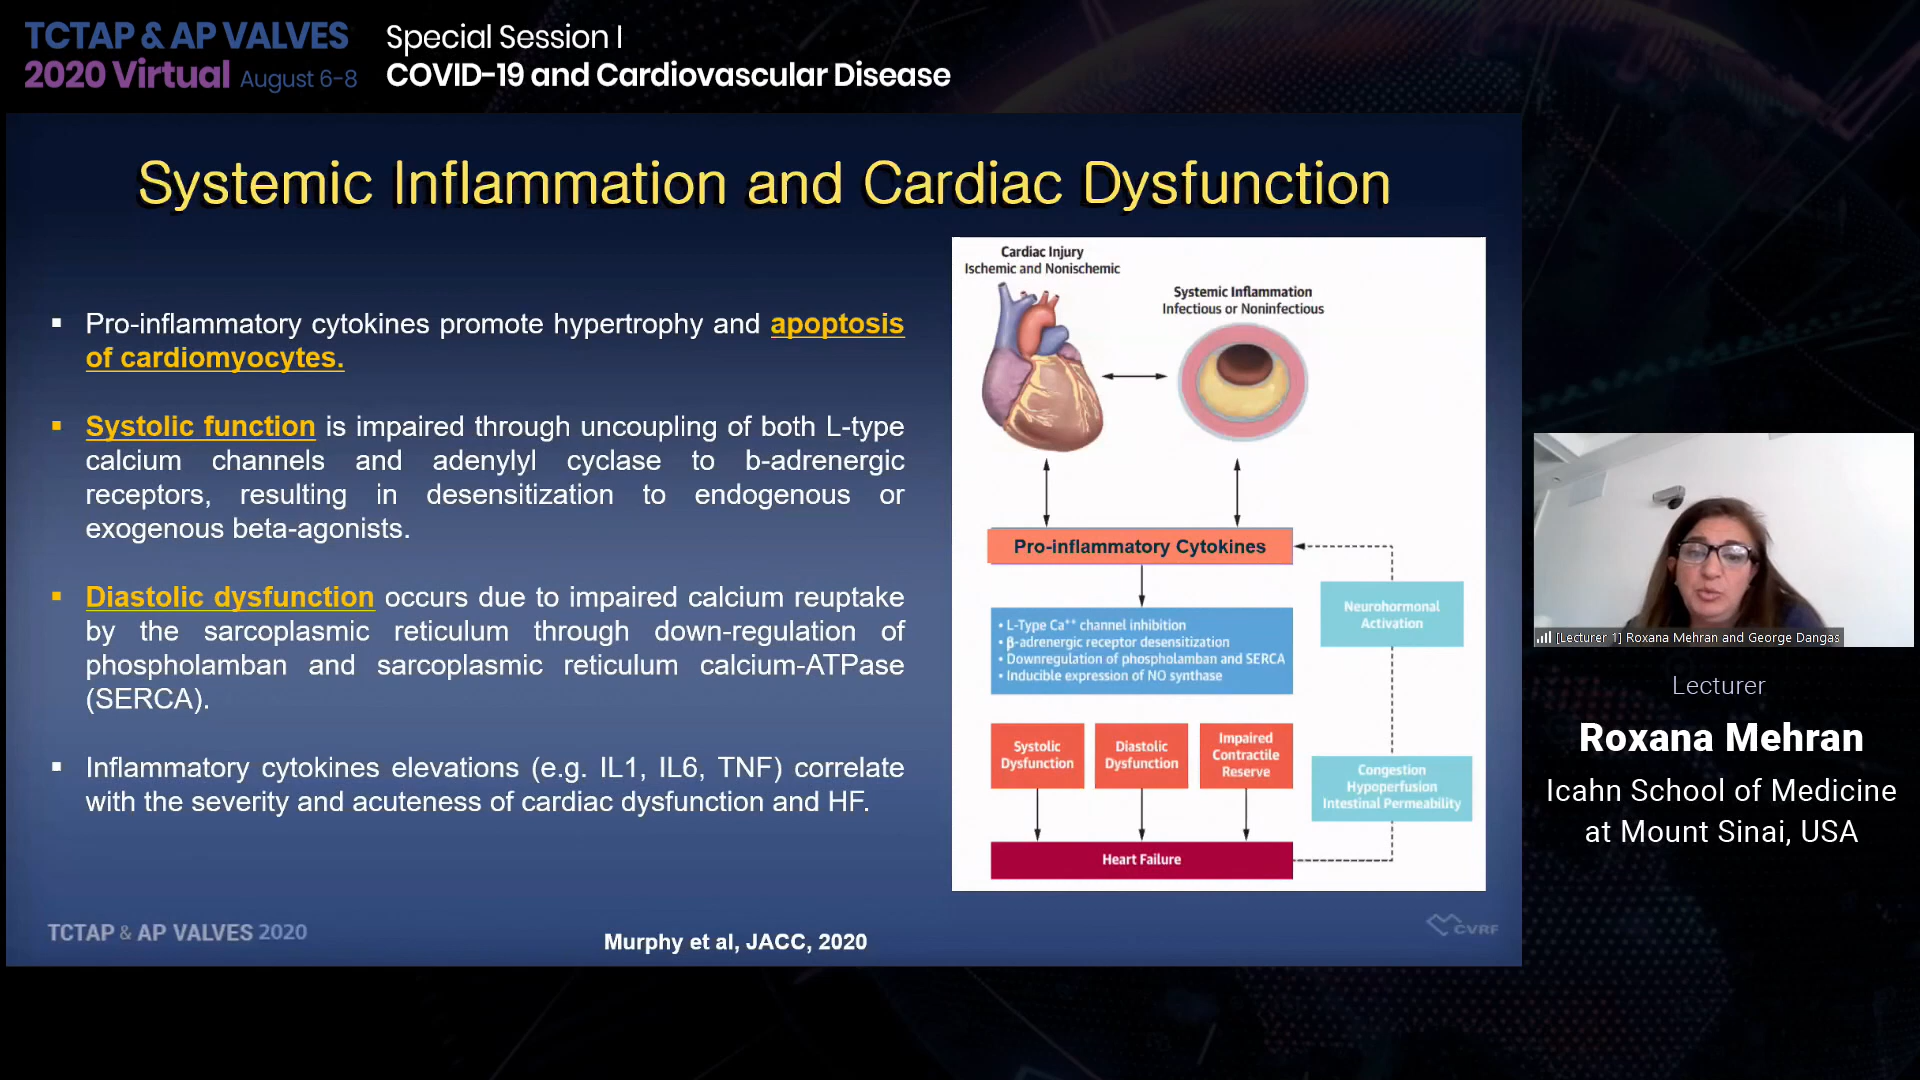 TCTAP & AP VALVES
2020 Virtual August 6-8
Special Session I
COVID-19 and Cardiovascular Disease
Systemic Inflammation and Cardiac Dysfunction
▪ Pro-inflammatory cytokines promote hypertrophy and apoptosis
of cardiomyocytes.
▪ Systolic function is impaired through uncoupling of both L-type
calcium channels and adenylyl cyclase to b-adrenergic
receptors, resulting in desensitization to endogenous or
exogenous beta-agonists.
▪ Diastolic dysfunction occurs due to impaired calcium reuptake
by the sarcoplasmic reticulum through down-regulation of
phospholamban and sarcoplasmic reticulum calcium-ATPase
(SERCA).
▪ Inflammatory cytokines elevations (e.g. IL1, IL6, TNF) correlate
with the severity and acuteness of cardiac dysfunction and HF.
Cardiac Injury
Ischemic and Nonischemic
Systemic Inflammation
Infectious or Noninfectious
Pro-inflammatory Cytokines
• L-Type Ca⁺⁺ channel inhibition
• β-adrenergic receptor desensitization
• Downregulation of phospholamban and SERCA
• Inducible expression of NO synthase
Neurohormonal
Activation
Systolic
Dysfunction
Diastolic
Dysfunction
Impaired
Contractile
Reserve
Congestion
Hypoperfusion
Intestinal Permeability
Heart Failure
TCTAP & AP VALVES 2020
Murphy et al, JACC, 2020
CVRF
[Lecturer 1] Roxana Mehran and George Dangas
Lecturer
Roxana Mehran
Icahn School of Medicine
at Mount Sinai, USA